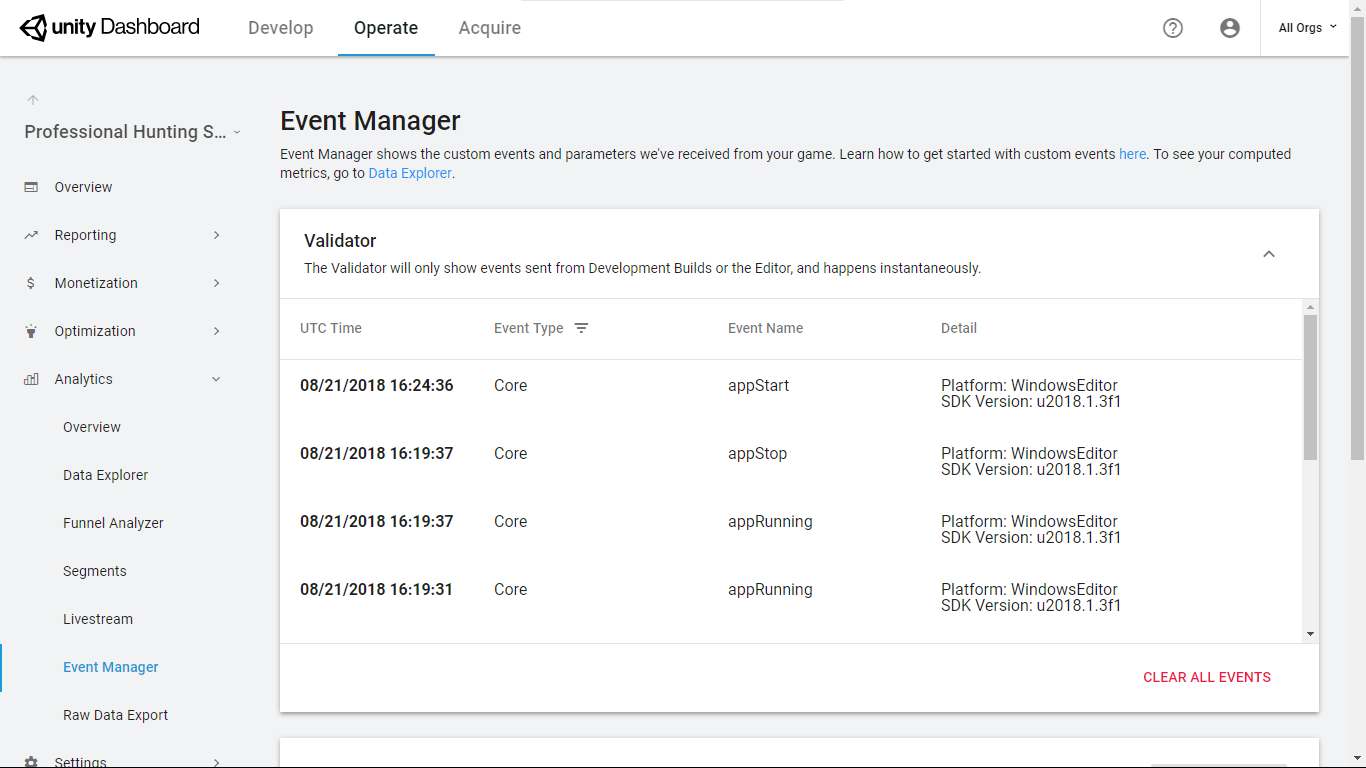 unity Dashboard
Develop
Operate
Acquire
All Orgs
Professional Hunting S...
Overview
Reporting
Monetization
Optimization
Analytics
Overview
Data Explorer
Funnel Analyzer
Segments
Livestream
Event Manager
Raw Data Export
Settings
Event Manager
Event Manager shows the custom events and parameters we've received from your game. Learn how to get started with custom events here. To see your computed
metrics, go to Data Explorer.
Validator
The Validator will only show events sent from Development Builds or the Editor, and happens instantaneously.
UTC Time Event Type Event Name Detail
08/21/2018 16:24:36 Core appStart Platform: WindowsEditor
SDK Version: u2018.1.3f1
08/21/2018 16:19:37 Core appStop Platform: WindowsEditor
SDK Version: u2018.1.3f1
08/21/2018 16:19:37 Core appRunning Platform: WindowsEditor
SDK Version: u2018.1.3f1
08/21/2018 16:19:31 Core appRunning Platform: WindowsEditor
SDK Version: u2018.1.3f1
CLEAR ALL EVENTS